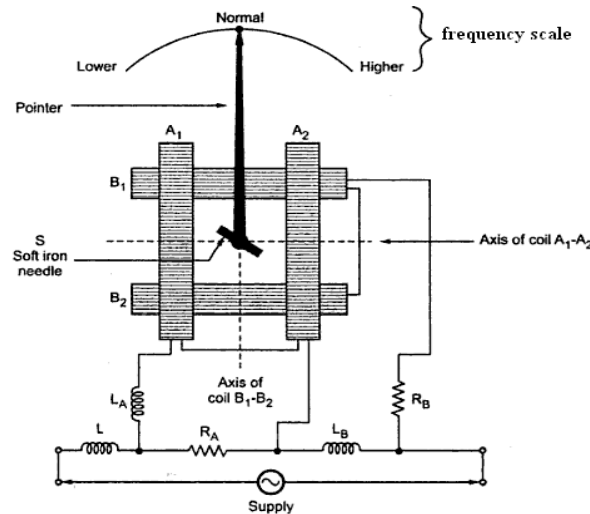 Normal
frequency scale
Lower
Higher
Pointer
A1
A2
B1
S
Soft iron
needle
Axis of coil A1-A2
B2
Axis of
coil B1-B2
LA
RB
L
RA
LB
Supply